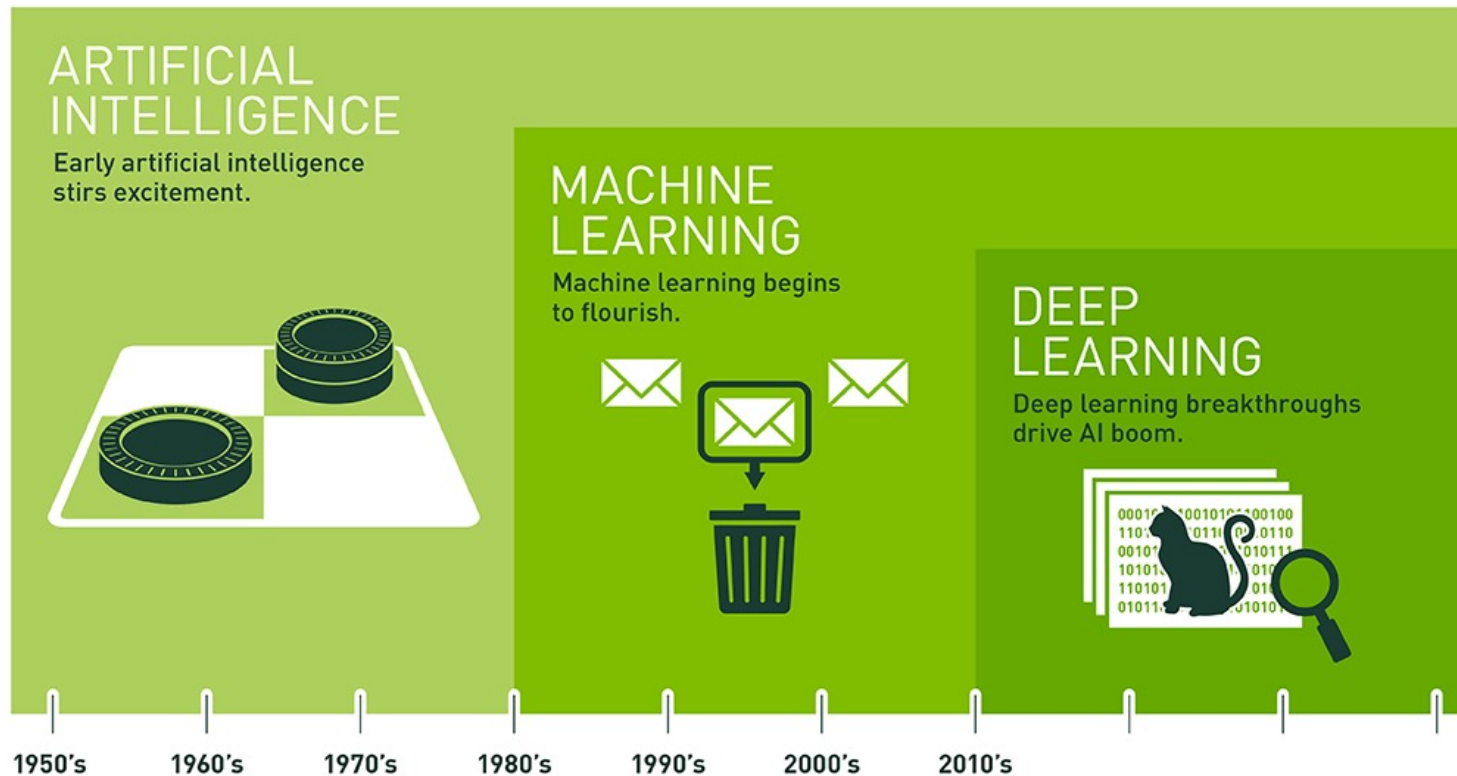 ARTIFICIAL
INTELLIGENCE
Early artificial intelligence
stirs excitement.
MACHINE
LEARNING
Machine learning begins
to flourish.
DEEP
LEARNING
Deep learning breakthroughs
drive AI boom.
1950's 1960's 1970's 1980's 1990's 2000's 2010's